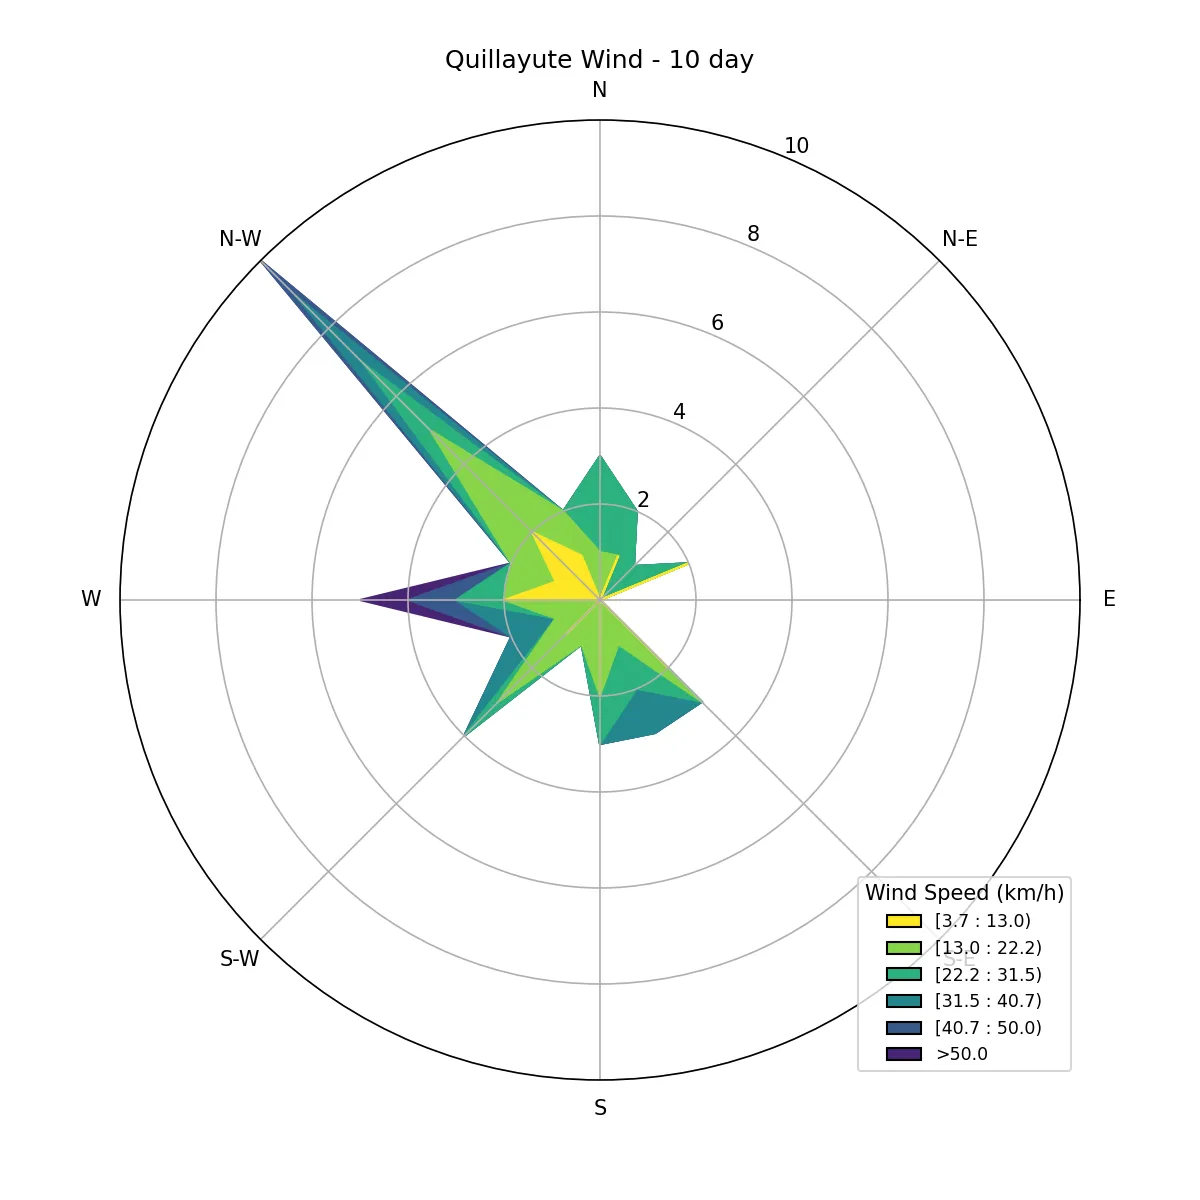 Quillayute Wind - 10 day
N
10
N-W
8
N-E
6
4
2
W
E
S-W
S-E
S
Wind Speed (km/h)
[3.7 : 13.0)
[13.0 : 22.2)
[22.2 : 31.5)
[31.5 : 40.7)
[40.7 : 50.0)
>50.0